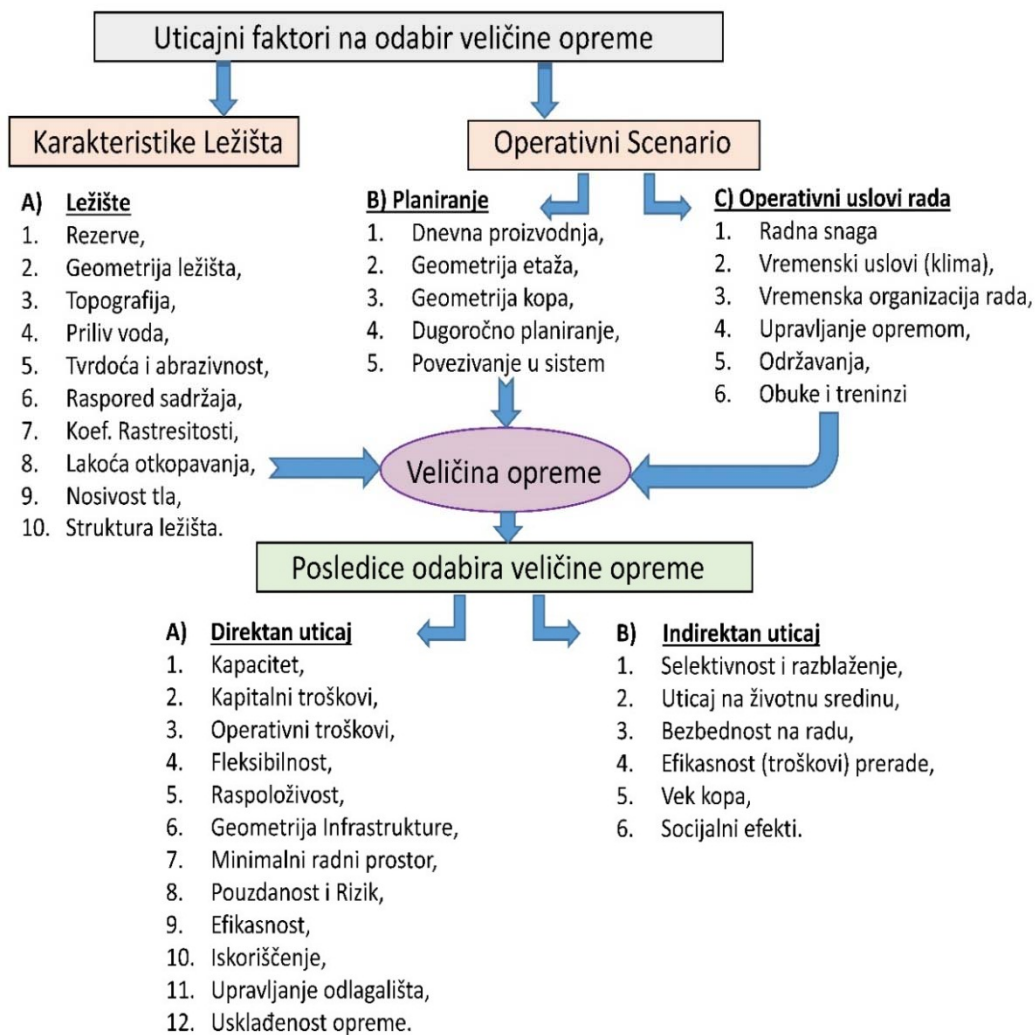 Uticajni faktori na odabir veličine opreme
Karakteristike Ležišta
Operativni Scenario
A) Ležište
1. Rezerve,
2. Geometrija ležišta,
3. Topografija,
4. Priliv voda,
5. Tvrdoća i abrazivnost,
6. Raspored sadržaja,
7. Koef. Rastresitosti,
8. Lakoća otkopavanja,
9. Nosivost tla,
10. Struktura ležišta.
B) Planiranje
1. Dnevna proizvodnja,
2. Geometrija etaža,
3. Geometrija kopa,
4. Dugoročno planiranje,
5. Povezivanje u sistem
C) Operativni uslovi rada
1. Radna snaga
2. Vremenski uslovi (klima),
3. Vremenska organizacija rada,
4. Upravljanje opremom,
5. Održavanja,
6. Obuke i treninzi
Veličina opreme
Posledice odabira veličine opreme
A) Direktan uticaj
1. Kapacitet,
2. Kapitalni troškovi,
3. Operativni troškovi,
4. Fleksibilnost,
5. Raspoloživost,
6. Geometrija Infrastrukture,
7. Minimalni radni prostor,
8. Pouzdanost i Rizik,
9. Efikasnost,
10. Iskoriščenje,
11. Upravljanje odlagališta,
12. Usklađenost opreme.
B) Indirektan uticaj
1. Selektivnost i razblaženje,
2. Uticaj na životnu sredinu,
3. Bezbednost na radu,
4. Efikasnost (troškovi) prerade,
5. Vek kopa,
6. Socijalni efekti.